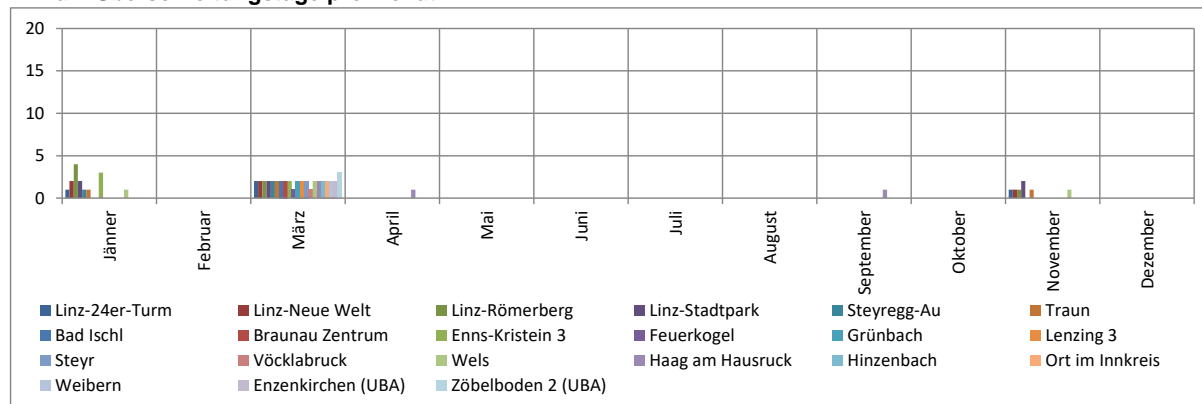 20
15
10
5
0
Jänner
Februar
März
April
Mai
Juni
Juli
August
September
Oktober
November
Dezember
Linz-24er-Turm Linz-Neue Welt Linz-Römerberg Linz-Stadtpark Steyregg-Au Traun
Bad Ischl Braunau Zentrum Enns-Kristein 3 Feuerkogel Grünbach Lenzing 3
Steyr Vöcklabruck Wels Haag am Hausruck Hinzenbach Ort im Innkreis
Weibern Enzenkirchen (UBA) Zöbelboden 2 (UBA)